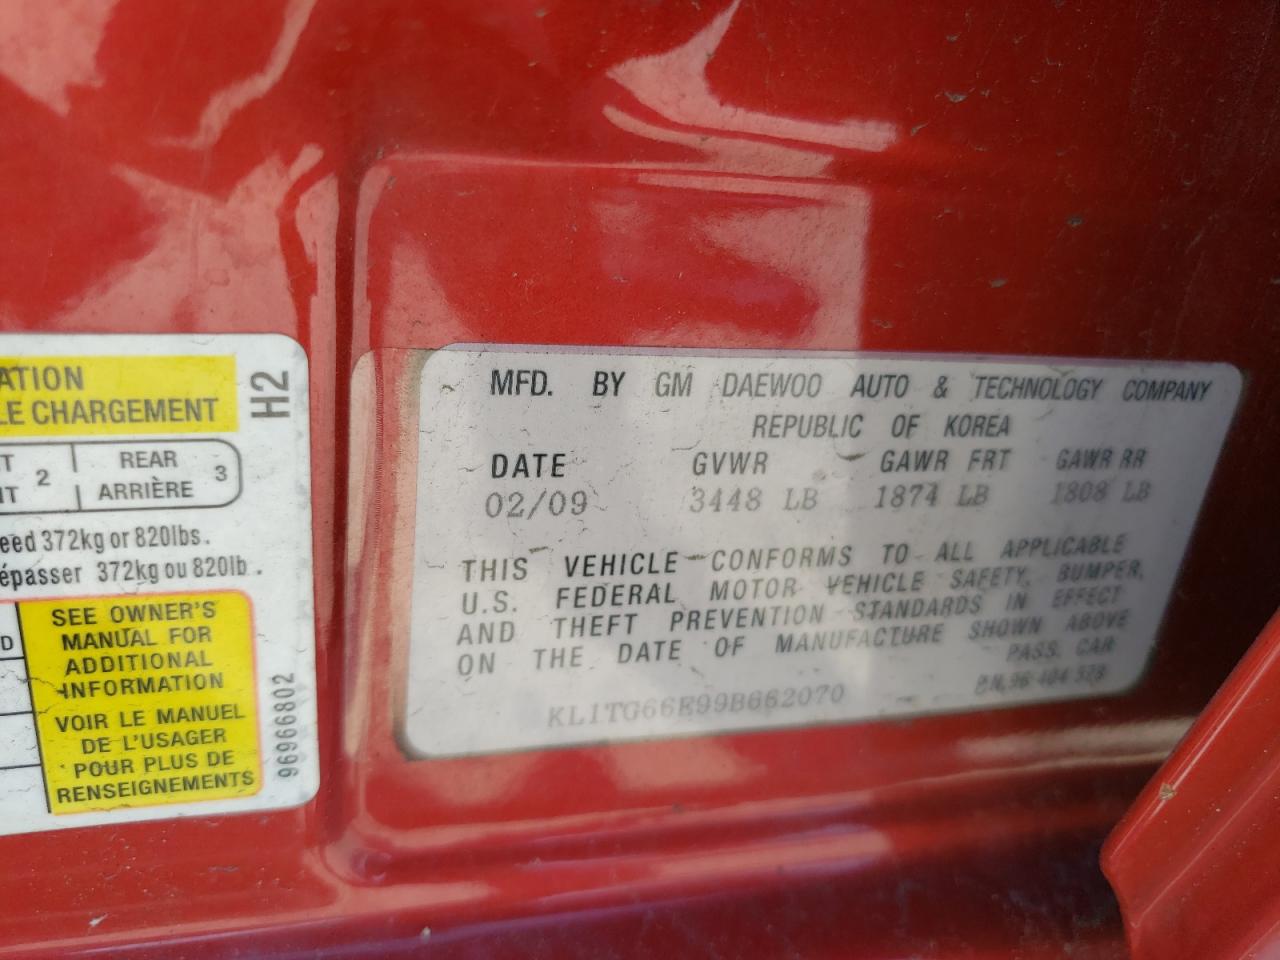 ATION
LE CHARGEMENT
H2
T 2 REAR 3
IT ARRIÈRE
eed 372kg or 820lbs.
épasser 372kg ou 820lb.
D
SEE OWNER'S
MANUAL FOR
ADDITIONAL
INFORMATION
VOIR LE MANUEL
DE L'USAGER
POUR PLUS DE
RENSEIGNEMENTS
96966802
MFD. BY GM DAEWOO AUTO & TECHNOLOGY COMPANY
REPUBLIC OF KOREA
DATE GVWR GAWR FRT GAWR RR
02/09 3448 LB 1874 LB 1808 LB
THIS VEHICLE CONFORMS TO ALL APPLICABLE
U.S. FEDERAL MOTOR VEHICLE SAFETY, BUMPER,
AND THEFT PREVENTION STANDARDS IN EFFECT
ON THE DATE OF MANUFACTURE SHOWN ABOVE
PASS. CAR
KL1TG66E99B662070